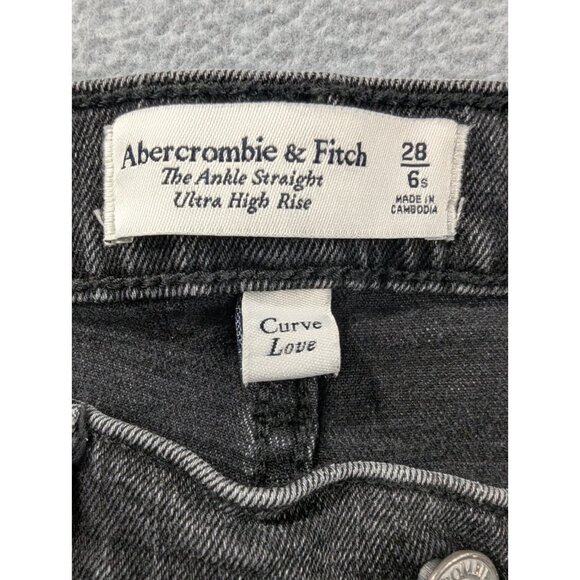 Abercrombie & Fitch
The Ankle Straight
Ultra High Rise
28
6s
MADE IN
CAMBODIA
Curve
Love